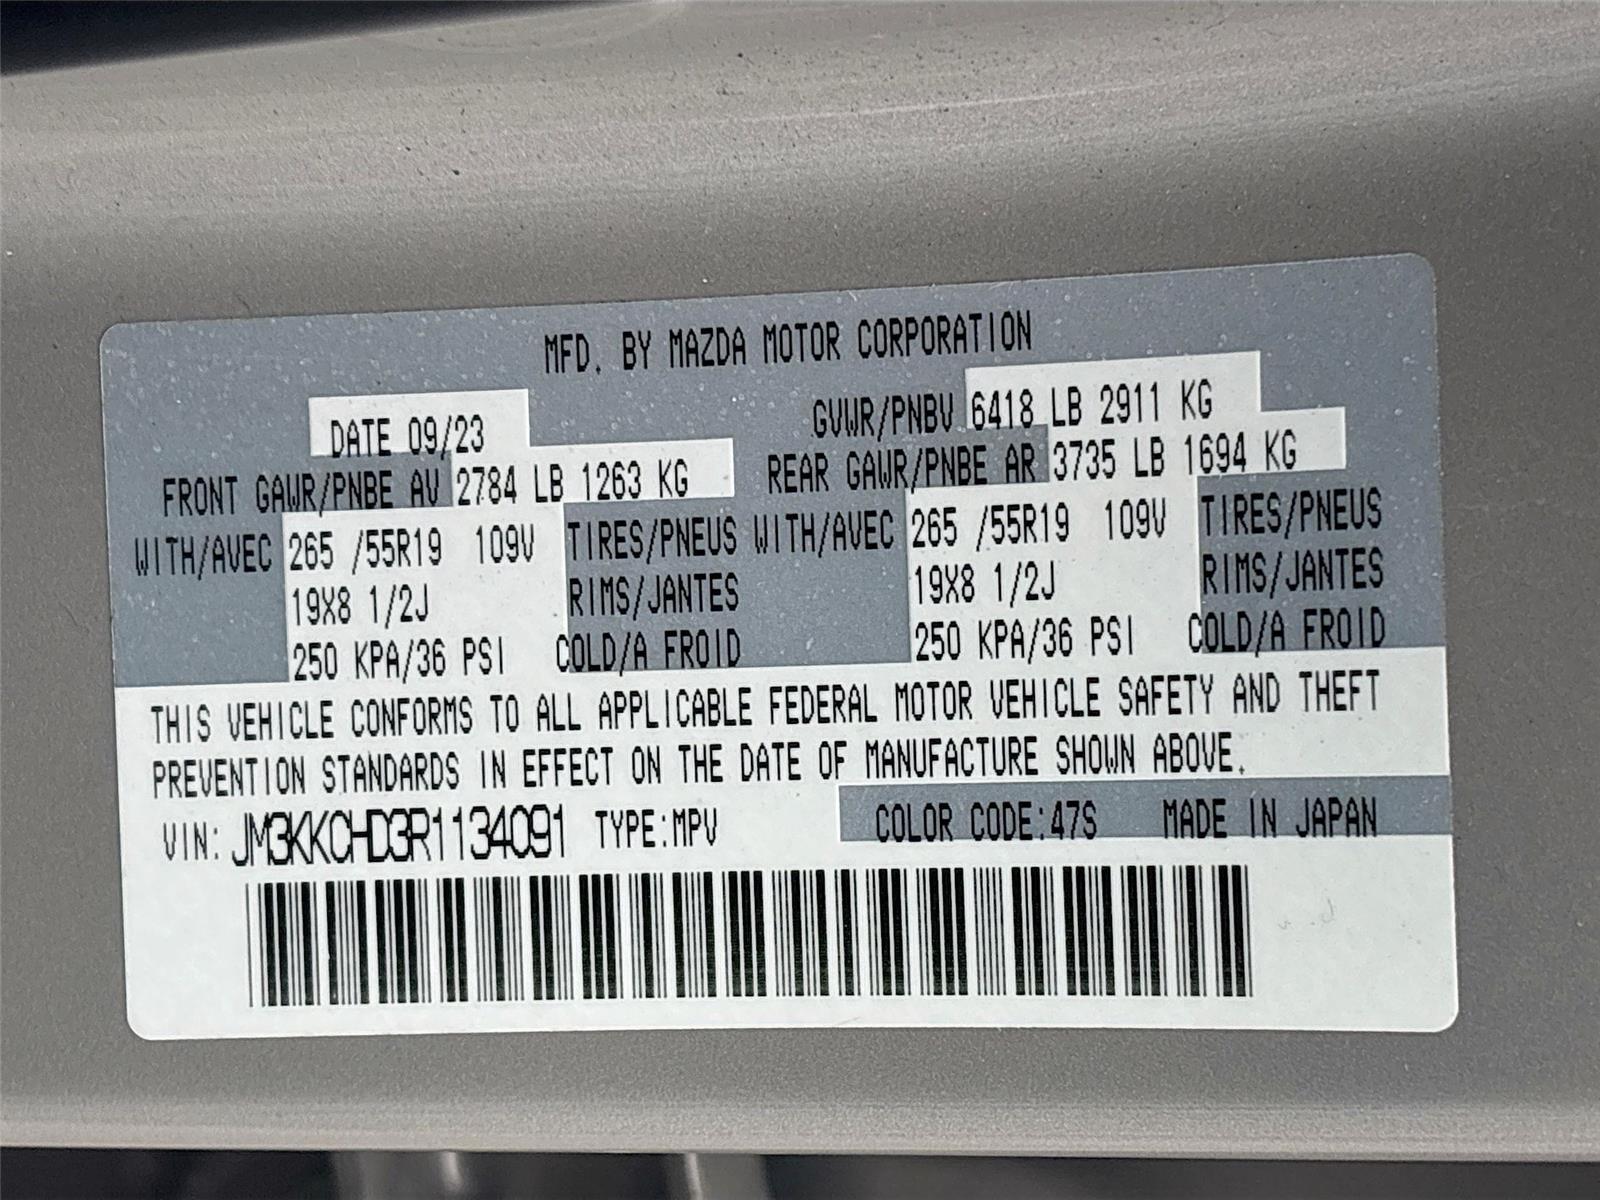 MFD. BY MAZDA MOTOR CORPORATION
DATE 09/23 GVWR/PNBV 6418 LB 2911 KG
FRONT GAWR/PNBE AV 2784 LB 1263 KG REAR GAWR/PNBE AR 3735 LB 1694 KG
WITH/AVEC 265 /55R19 109V TIRES/PNEUS WITH/AVEC 265 /55R19 109V TIRES/PNEUS
19X8 1/2J RIMS/JANTES 19X8 1/2J RIMS/JANTES
250 KPA/36 PSI COLD/A FROID 250 KPA/36 PSI COLD/A FROID
THIS VEHICLE CONFORMS TO ALL APPLICABLE FEDERAL MOTOR VEHICLE SAFETY AND THEFT
PREVENTION STANDARDS IN EFFECT ON THE DATE OF MANUFACTURE SHOWN ABOVE.
VIN: JM3KKCHD3R1134091 TYPE:MPV COLOR CODE:47S MADE IN JAPAN